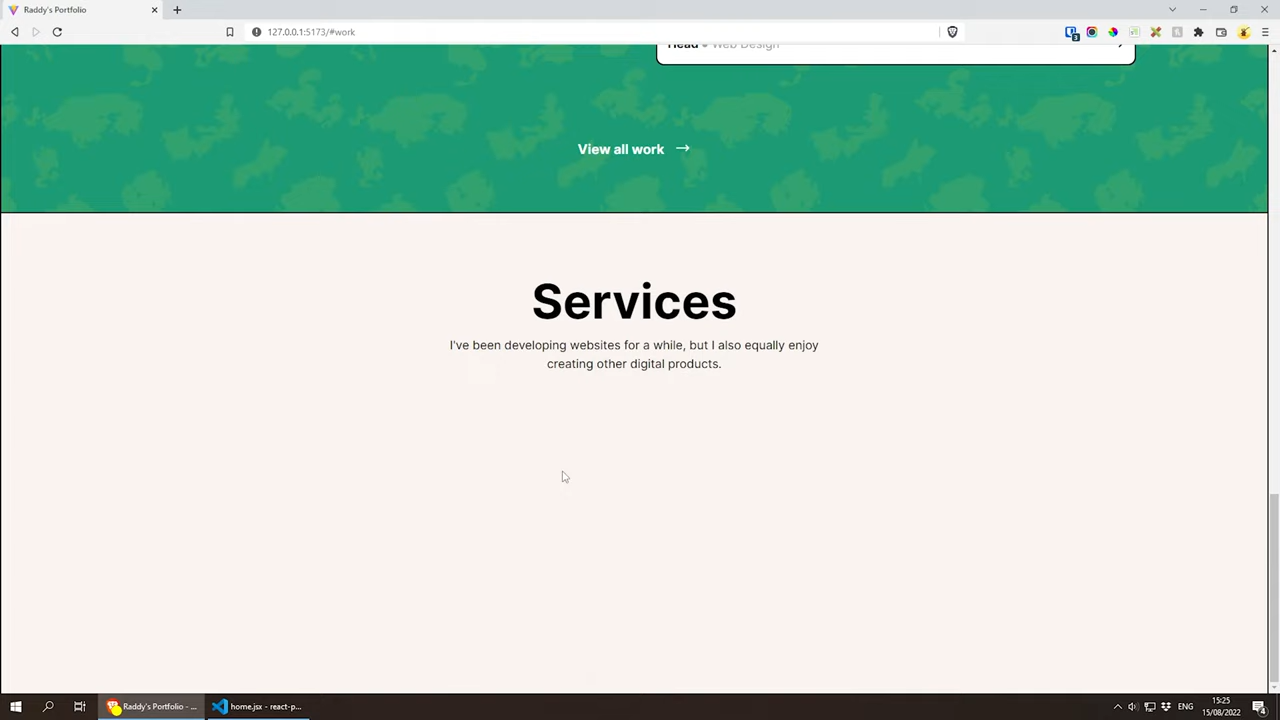 Raddy's Portfolio
127.0.0.1:5173/#work
3
Head • Web Design
View all work →
Services
I've been developing websites for a while, but I also equally enjoy
creating other digital products.
Raddy's Portfolio - ...
home.jsx - react-p...
ENG
15:25
15/08/2022
4